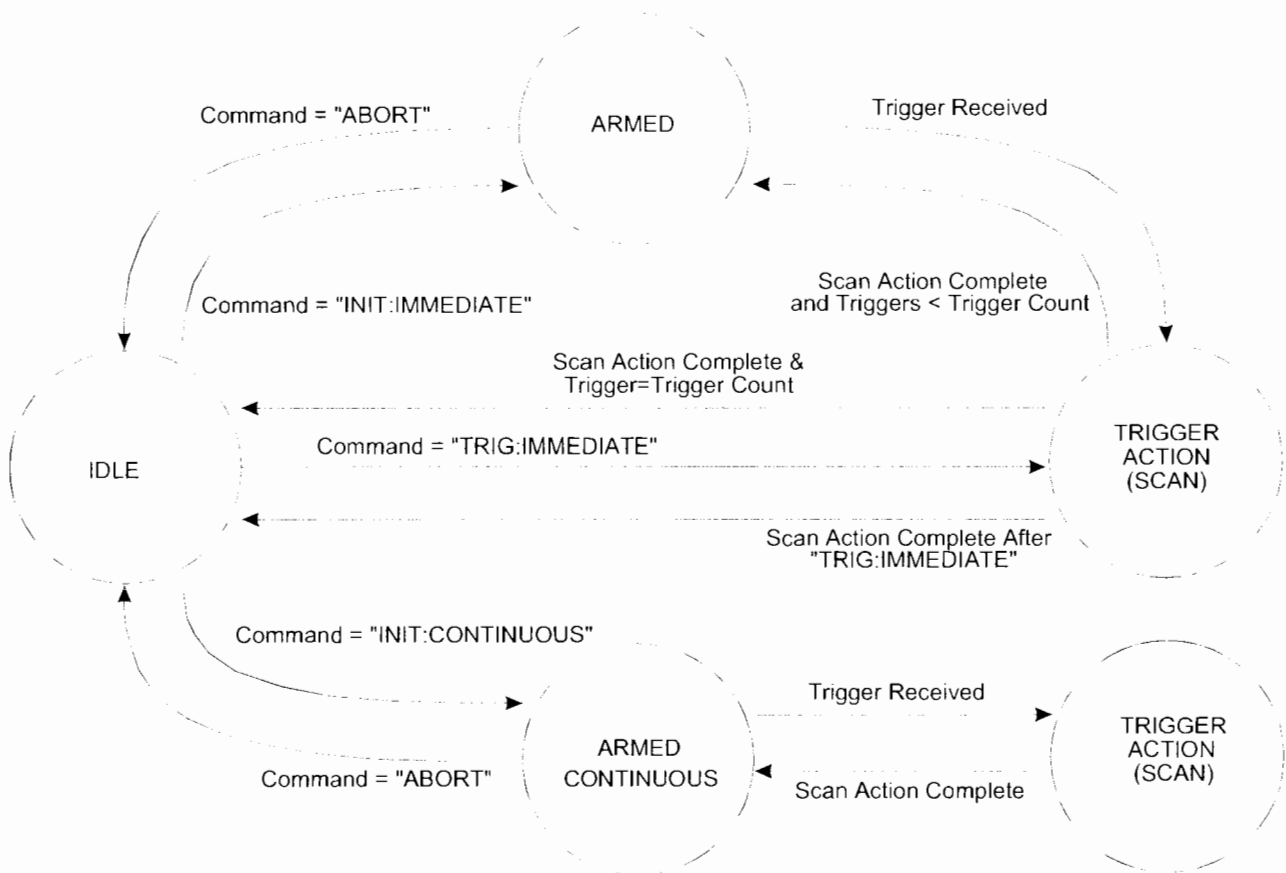 Command = "ABORT"
ARMED
Trigger Received
Command = "INIT:IMMEDIATE"
Scan Action Complete
and Triggers < Trigger Count
Scan Action Complete &
Trigger=Trigger Count
Command = "TRIG:IMMEDIATE"
IDLE
TRIGGER
ACTION
(SCAN)
Scan Action Complete After
"TRIG:IMMEDIATE"
Command = "INIT:CONTINUOUS"
Trigger Received
ARMED
CONTINUOUS
TRIGGER
ACTION
(SCAN)
Command = "ABORT"
Scan Action Complete